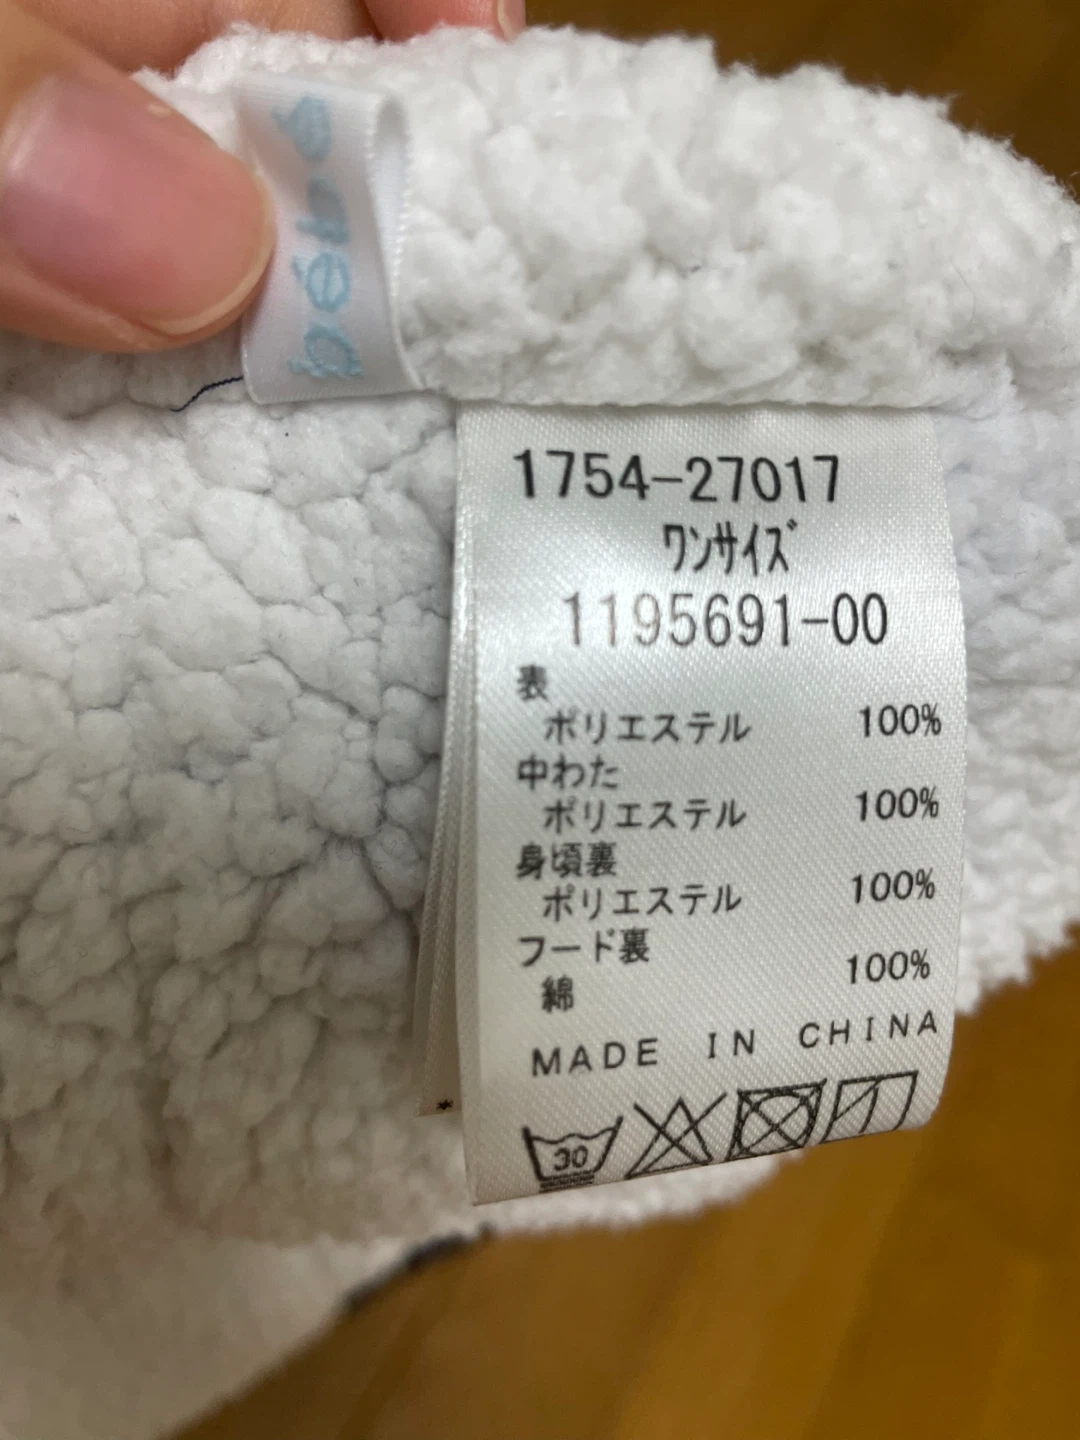 1754-27017
ワンサイズ
1195691-00
表
ポリエステル 100%
中わた
ポリエステル 100%
身頃裏
ポリエステル 100%
フード裏
綿 100%
MADE IN CHINA
30
*